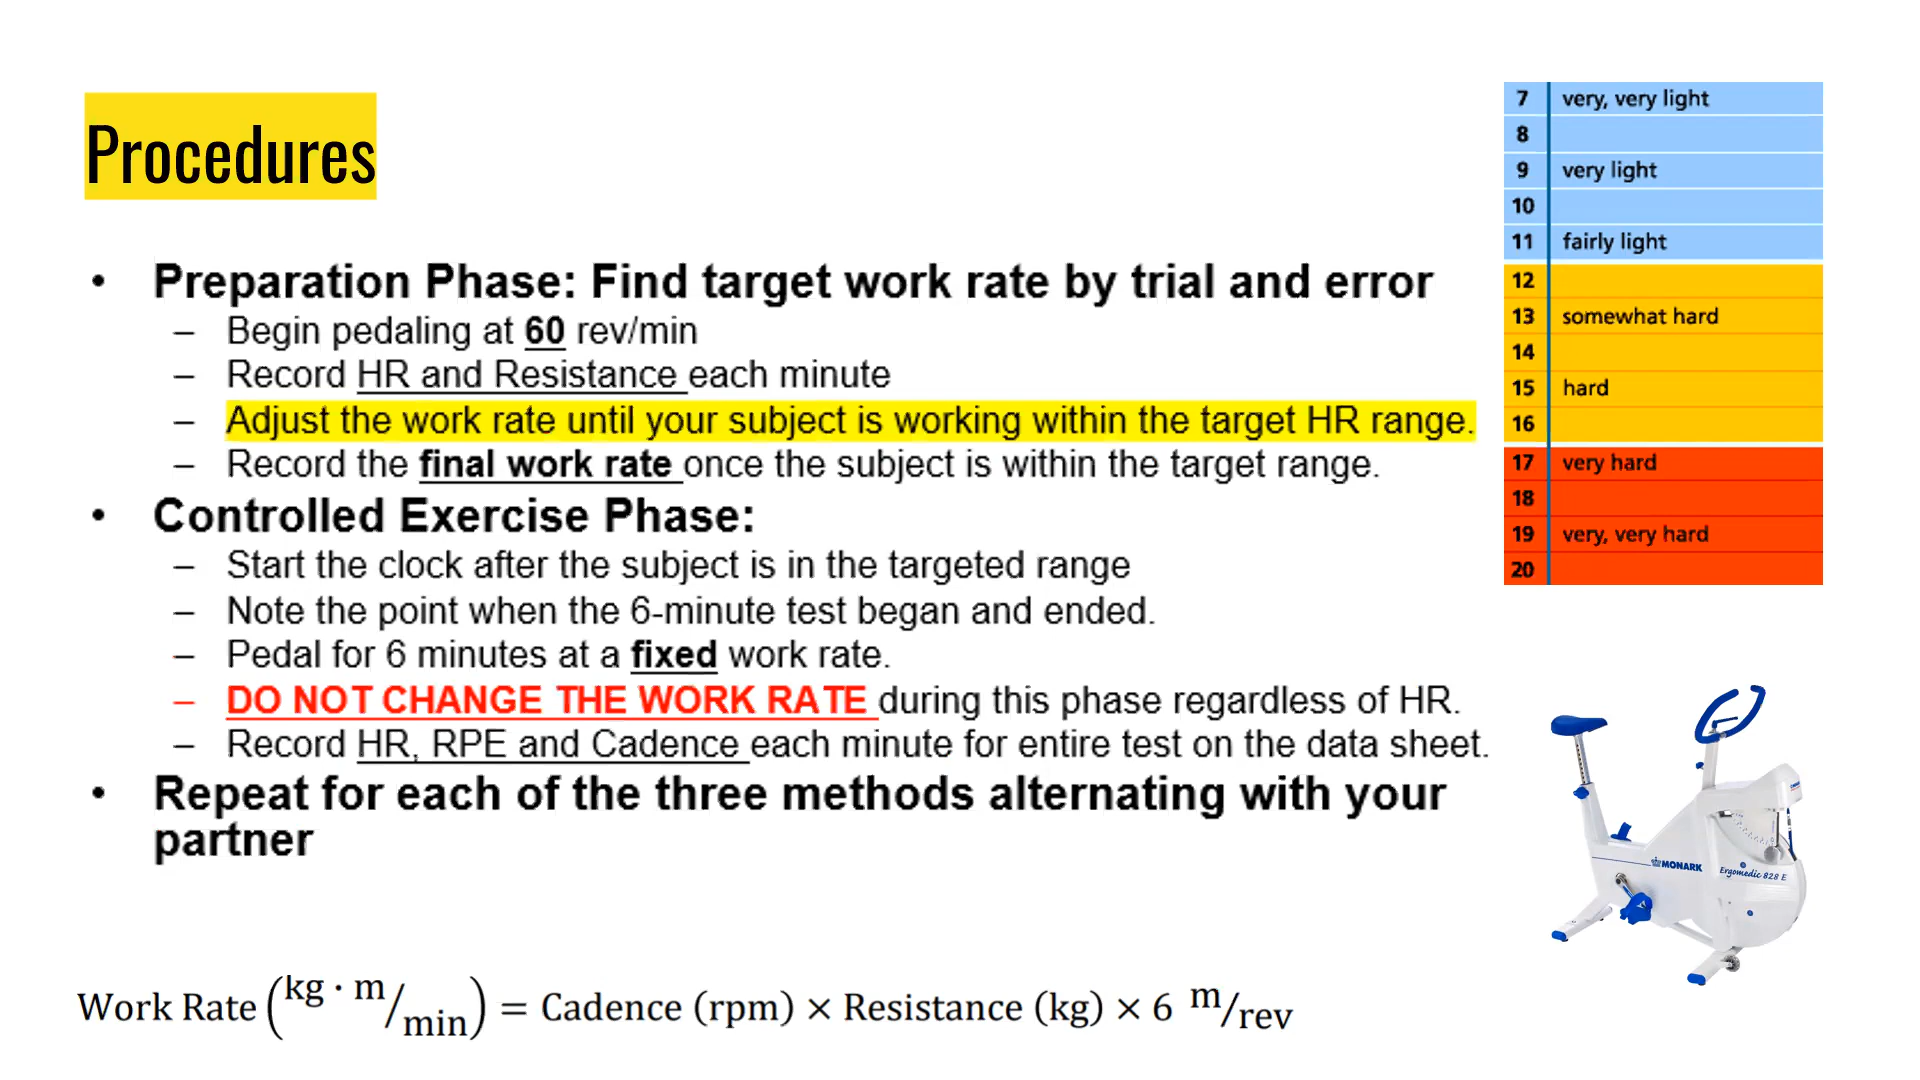 Procedures
• Preparation Phase: Find target work rate by trial and error
– Begin pedaling at 60 rev/min
– Record HR and Resistance each minute
– Adjust the work rate until your subject is working within the target HR range.
– Record the final work rate once the subject is within the target range.
• Controlled Exercise Phase:
– Start the clock after the subject is in the targeted range
– Note the point when the 6-minute test began and ended.
– Pedal for 6 minutes at a fixed work rate.
– DO NOT CHANGE THE WORK RATE during this phase regardless of HR.
– Record HR, RPE and Cadence each minute for entire test on the data sheet.
• Repeat for each of the three methods alternating with your
partner
Work Rate (kg · m/min) = Cadence (rpm) × Resistance (kg) × 6 m/rev
7 very, very light
8
9 very light
10
11 fairly light
12
13 somewhat hard
14
15 hard
16
17 very hard
18
19 very, very hard
20
MONARK
Ergomedic 828 E